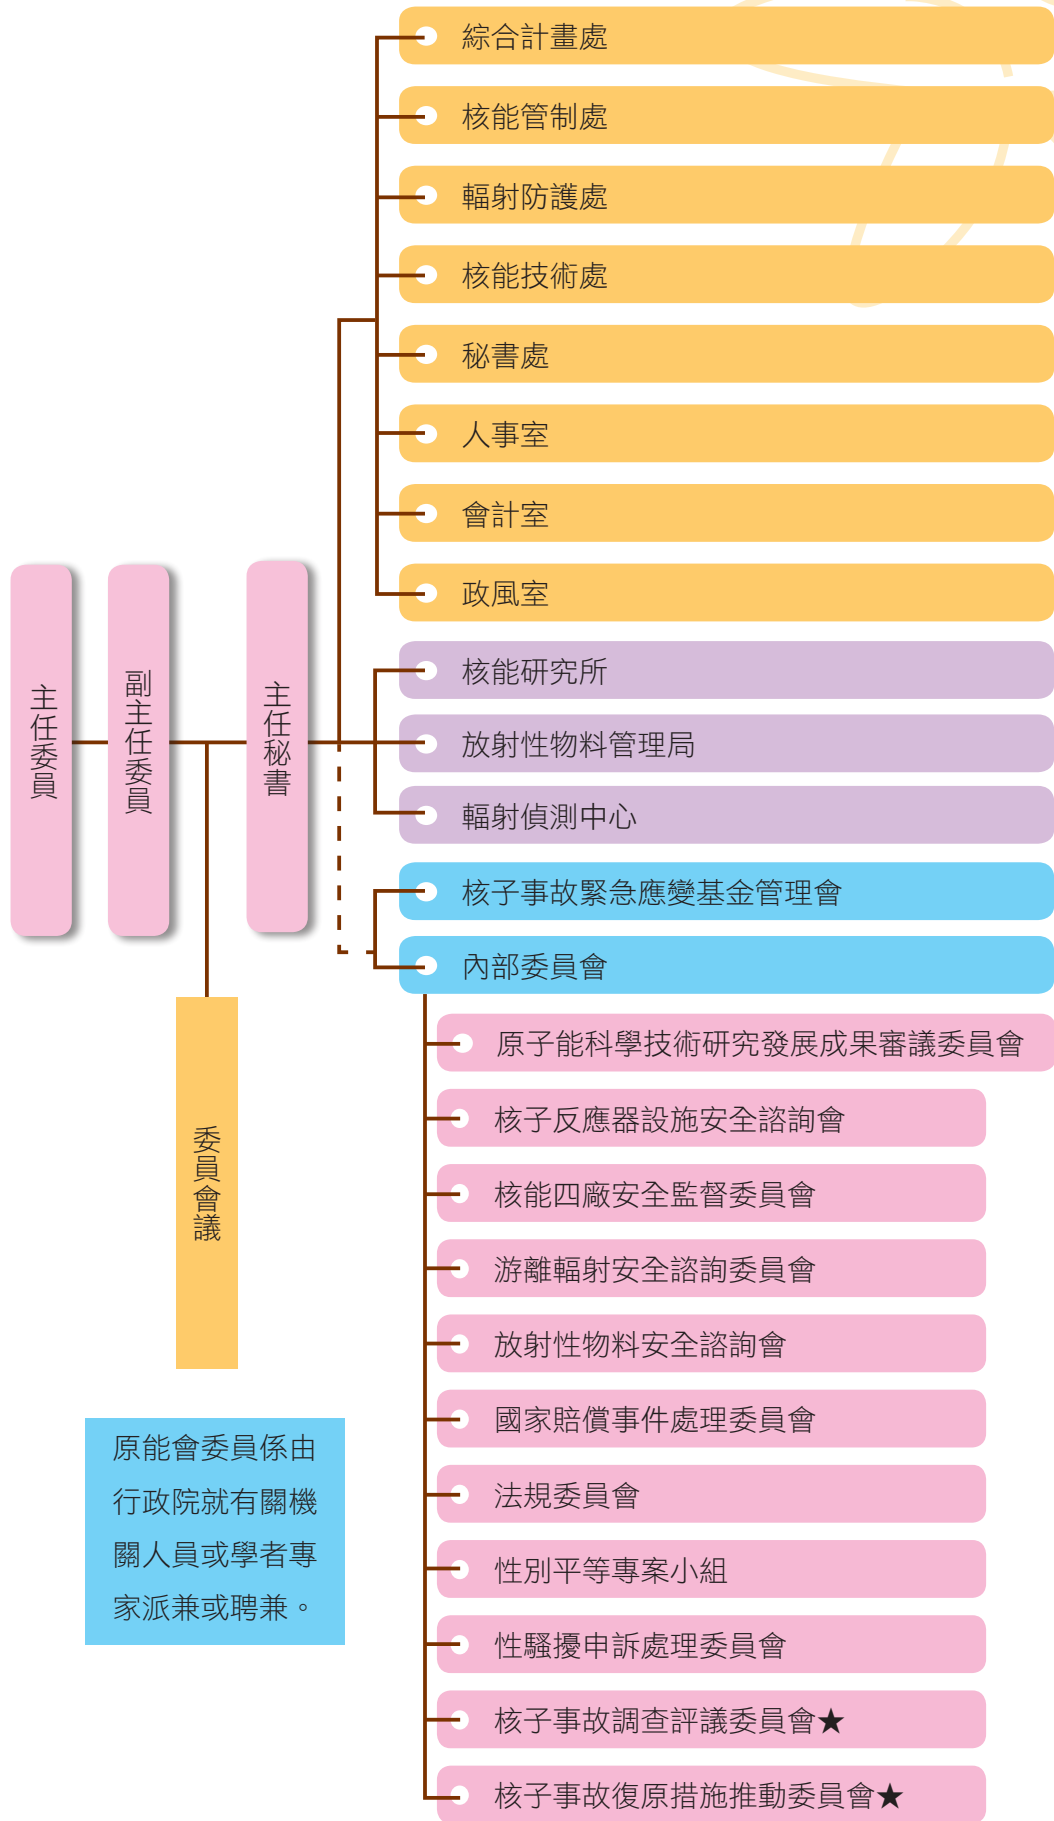 綜合計畫處
核能管制處
輻射防護處
核能技術處
秘書處
人事室
會計室
政風室
主任委員
副主任委員
主任秘書
核能研究所
放射性物料管理局
輻射偵測中心
核子事故緊急應變基金管理會
內部委員會
原子能科學技術研究發展成果審議委員會
核子反應器設施安全諮詢會
核能四廠安全監督委員會
游離輻射安全諮詢委員會
放射性物料安全諮詢會
國家賠償事件處理委員會
法規委員會
性別平等專案小組
性騷擾申訴處理委員會
核子事故調查評議委員會★
核子事故復原措施推動委員會★
委員會議
原能會委員係由
行政院就有關機
關人員或學者專
家派兼或聘兼。